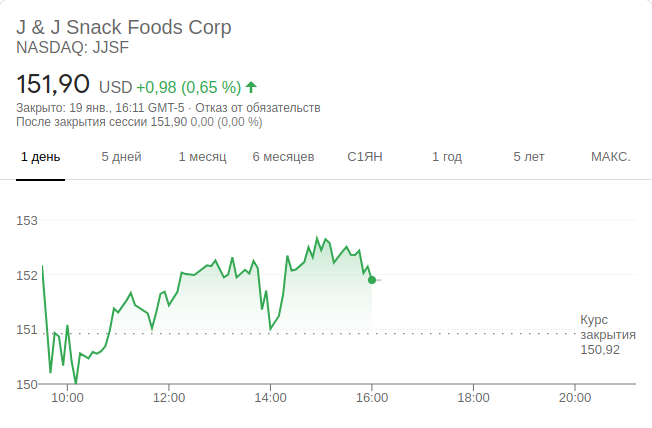 J & J Snack Foods Corp
NASDAQ: JJSF
151,90 USD +0,98 (0,65 %)
Закрыто: 19 янв., 16:11 GMT-5 · Отказ от обязательств
После закрытия сессии 151,90 0,00 (0,00 %)
1 день 5 дней 1 месяц 6 месяцев С1ЯН 1 год 5 лет МАКС.
153
152
151
150
Курс
закрытия
150,92
10:00 12:00 14:00 16:00 18:00 20:00